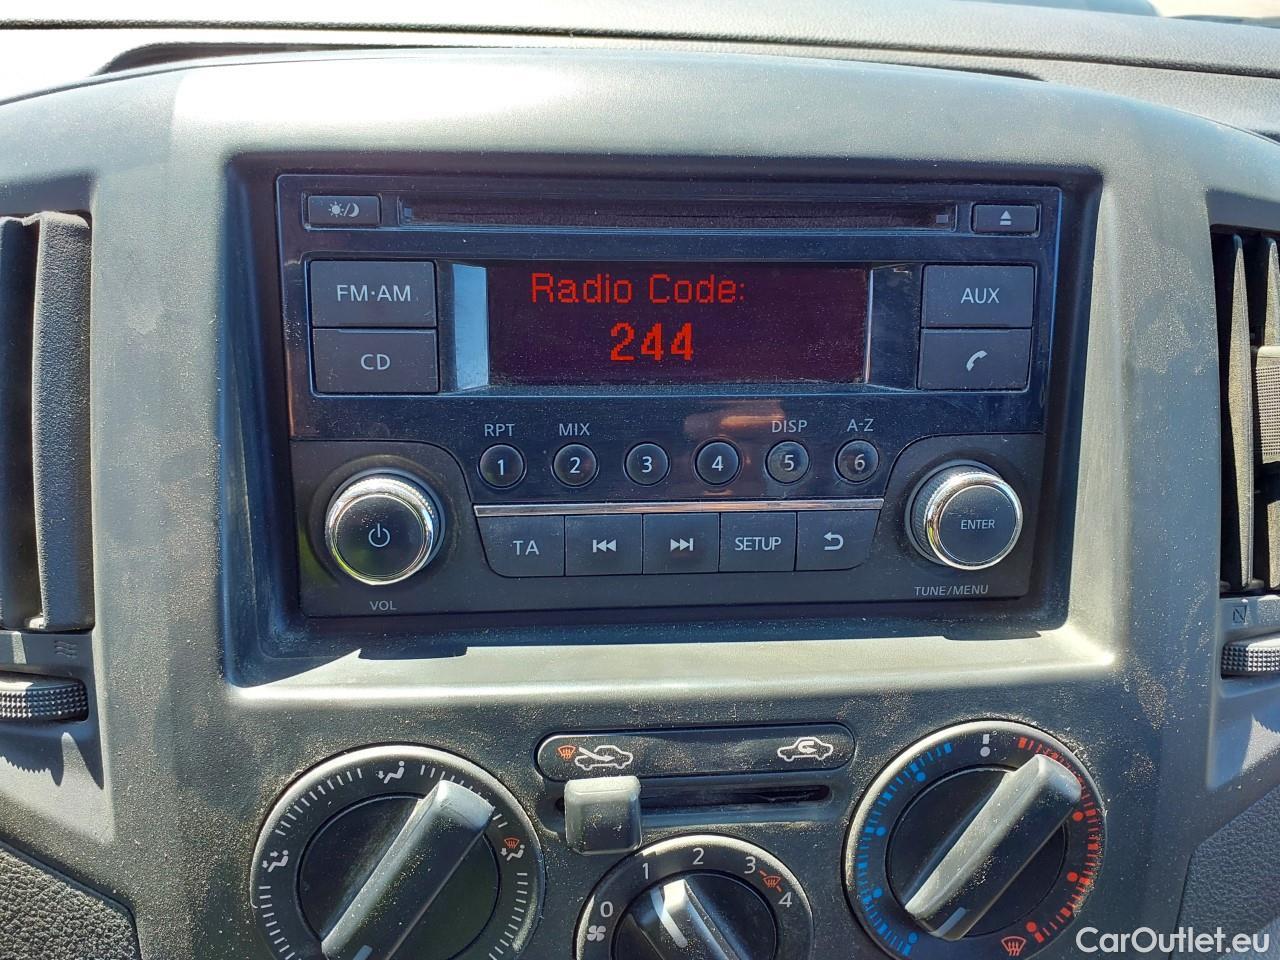 FM·AM
CD
Radio Code:
244
AUX
RPT MIX DISP A-Z
1 2 3 4 5 6
TA SETUP
ENTER
VOL
TUNE/MENU
0 1 2 3 4
CarOutlet.eu